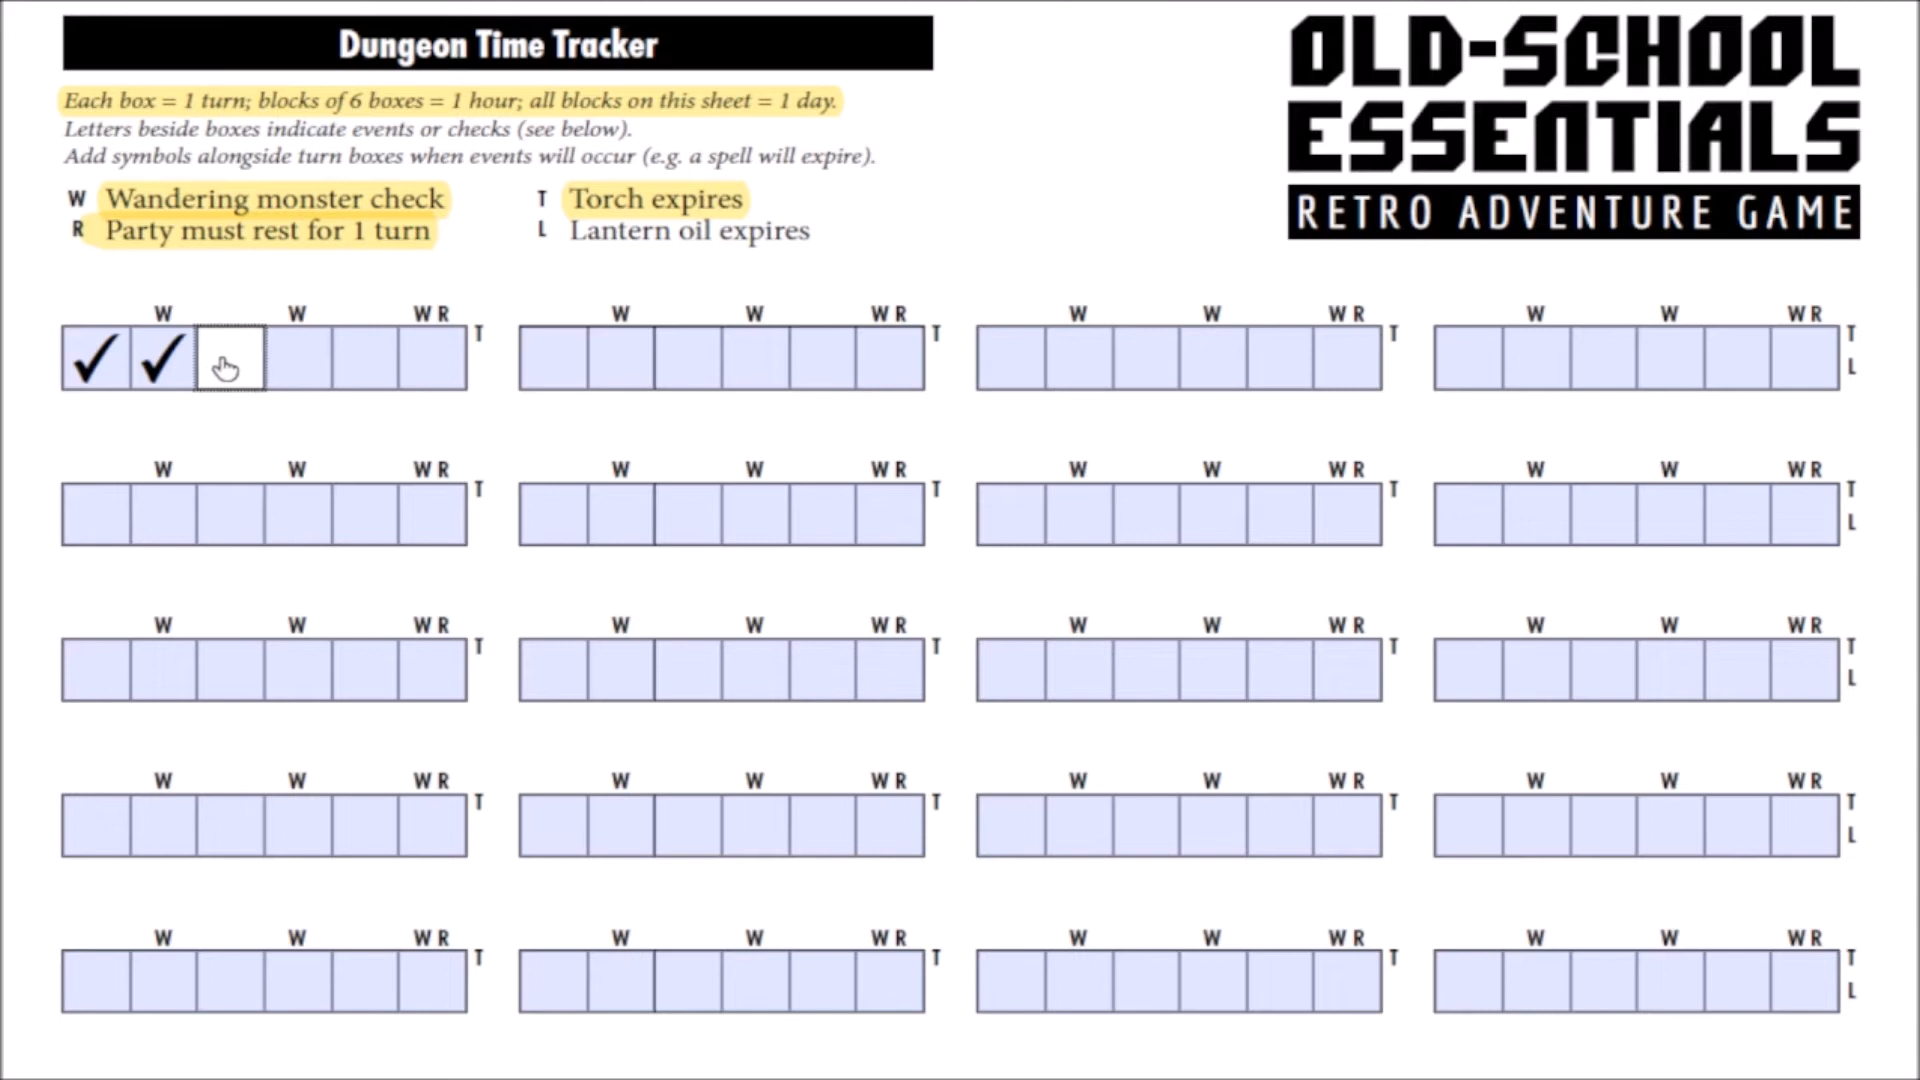 Dungeon Time Tracker
OLD-SCHOOL
ESSENTIALS
RETRO ADVENTURE GAME
Each box = 1 turn; blocks of 6 boxes = 1 hour; all blocks on this sheet = 1 day.
Letters beside boxes indicate events or checks (see below).
Add symbols alongside turn boxes when events will occur (e.g. a spell will expire).
W Wandering monster check T Torch expires
R Party must rest for 1 turn L Lantern oil expires
W W W R W W W R W W W R W W W R
T T T T
L
W W W R W W W R W W W R W W W R
T T T T
L
W W W R W W W R W W W R W W W R
T T T T
L
W W W R W W W R W W W R W W W R
T T T T
L
W W W R W W W R W W W R W W W R
T T T T
L